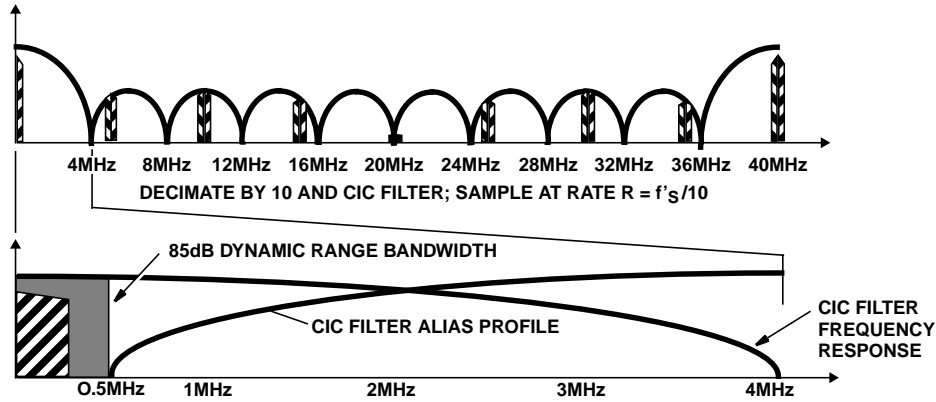 4MHz 8MHz 12MHz 16MHz 20MHz 24MHz 28MHz 32MHz 36MHz 40MHz
DECIMATE BY 10 AND CIC FILTER; SAMPLE AT RATE R = f'S/10
85dB DYNAMIC RANGE BANDWIDTH
CIC FILTER ALIAS PROFILE
CIC FILTER
FREQUENCY
RESPONSE
O.5MHz 1MHz 2MHz 3MHz 4MHz